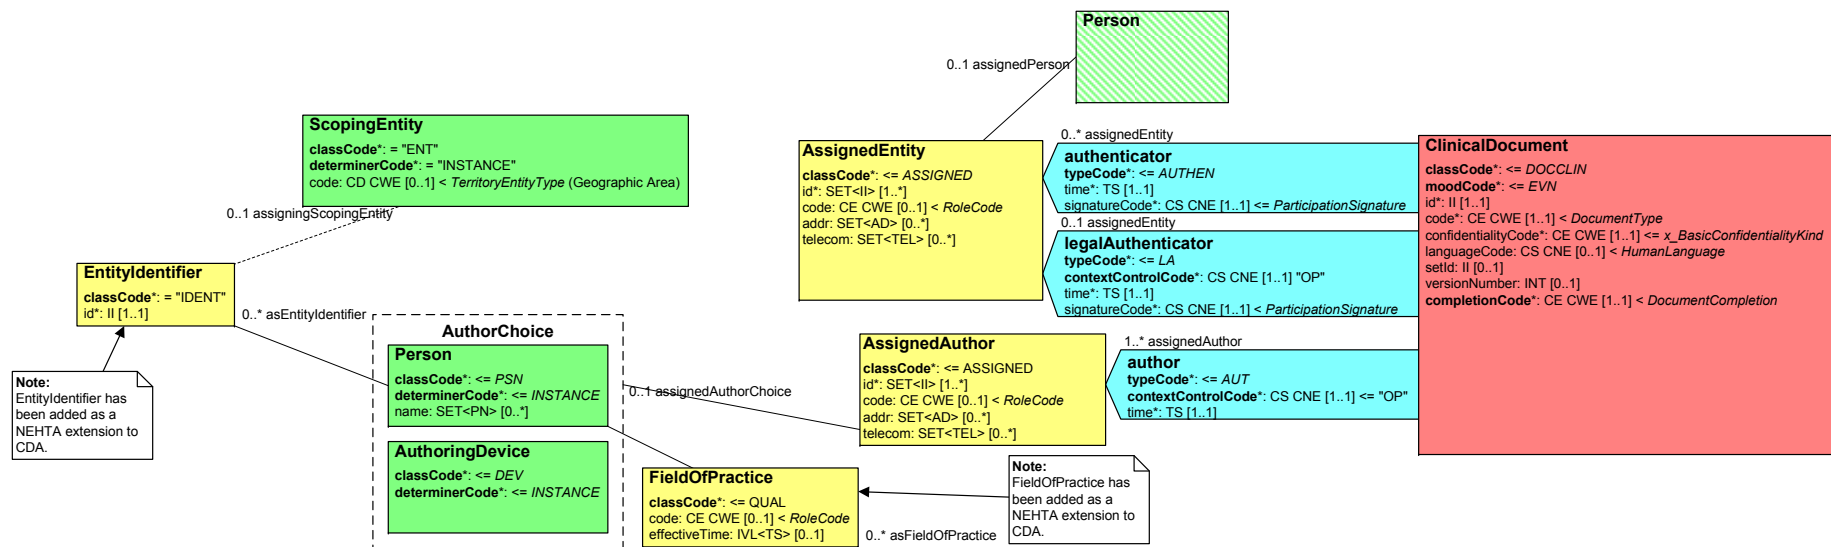 Person
0..1 assignedPerson
ScopingEntity
classCode*: = "ENT"
determinerCode*: = "INSTANCE"
code: CD CWE [0..1] < TerritoryEntityType (Geographic Area)
0..1 assigningScopingEntity
EntityIdentifier
classCode*: = "IDENT"
id*: II [1..1]
0..* asEntityIdentifier
Note:
EntityIdentifier has
been added as a
NEHTA extension to
CDA.
AuthorChoice
Person
classCode*: <= PSN
determinerCode*: <= INSTANCE
name: SET<PN> [0..*]
AuthoringDevice
classCode*: <= DEV
determinerCode*: <= INSTANCE
0..1 assignedAuthorChoice
FieldOfPractice
classCode*: <= QUAL
code: CE CWE [0..1] < RoleCode
effectiveTime: IVL<TS> [0..1]
0..* asFieldOfPractice
Note:
FieldOfPractice has
been added as a
NEHTA extension to
CDA.
AssignedEntity
classCode*: <= ASSIGNED
id*: SET<II> [1..*]
code: CE CWE [0..1] < RoleCode
addr: SET<AD> [0..*]
telecom: SET<TEL> [0..*]
AssignedAuthor
classCode*: <= ASSIGNED
id*: SET<II> [1..*]
code: CE CWE [0..1] < RoleCode
addr: SET<AD> [0..*]
telecom: SET<TEL> [0..*]
0..* assignedEntity
authenticator
typeCode*: <= AUTHEN
time*: TS [1..1]
signatureCode*: CS CNE [1..1] <= ParticipationSignature
0..1 assignedEntity
legalAuthenticator
typeCode*: <= LA
contextControlCode*: CS CNE [1..1] "OP"
time*: TS [1..1]
signatureCode*: CS CNE [1..1] < ParticipationSignature
1..* assignedAuthor
author
typeCode*: <= AUT
contextControlCode*: CS CNE [1..1] <= "OP"
time*: TS [1..1]
ClinicalDocument
classCode*: <= DOCCLIN
moodCode*: <= EVN
id*: II [1..1]
code*: CE CWE [1..1] < DocumentType
confidentialityCode*: CE CWE [1..1] <= x_BasicConfidentialityKind
languageCode: CS CNE [0..1] < HumanLanguage
setId: II [0..1]
versionNumber: INT [0..1]
completionCode*: CE CWE [1..1] < DocumentCompletion